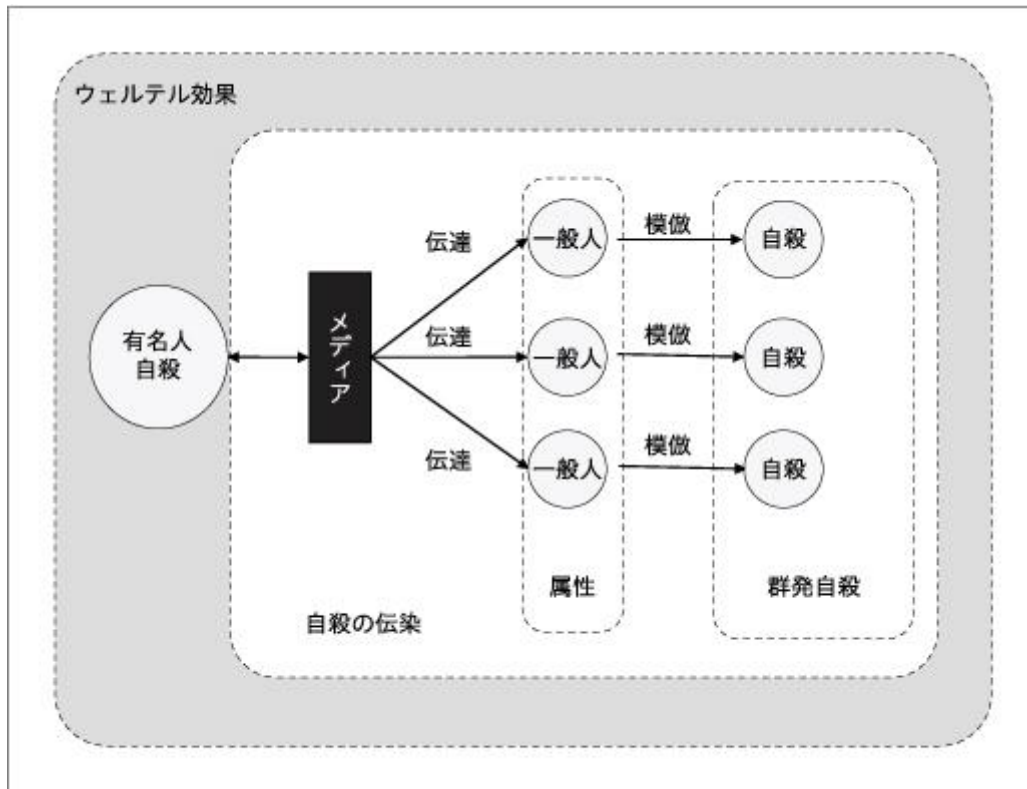 ウェルテル効果
有名人
自殺
メディア
伝達
一般人
模倣
自殺
伝達
一般人
模倣
自殺
伝達
一般人
模倣
自殺
属性
群発自殺
自殺の伝染